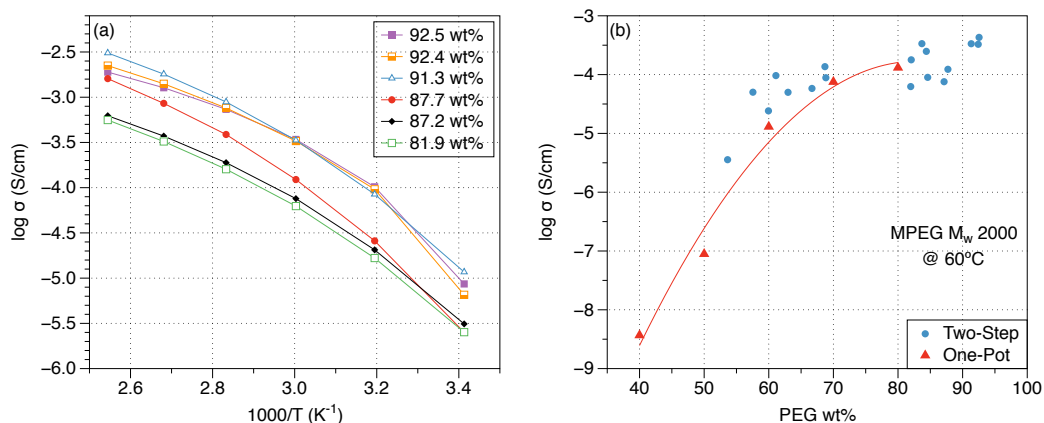 (a)
92.5 wt%
92.4 wt%
91.3 wt%
87.7 wt%
87.2 wt%
81.9 wt%
−2.5
−3.0
−3.5
−4.0
−4.5
−5.0
−5.5
−6.0
log σ (S/cm)
2.6
2.8
3.0
3.2
3.4
1000/T (K⁻¹)
(b)
−3
−4
−5
−6
−7
−8
−9
log σ (S/cm)
MPEG Mw 2000
@ 60ºC
Two-Step
One-Pot
40
50
60
70
80
90
100
PEG wt%